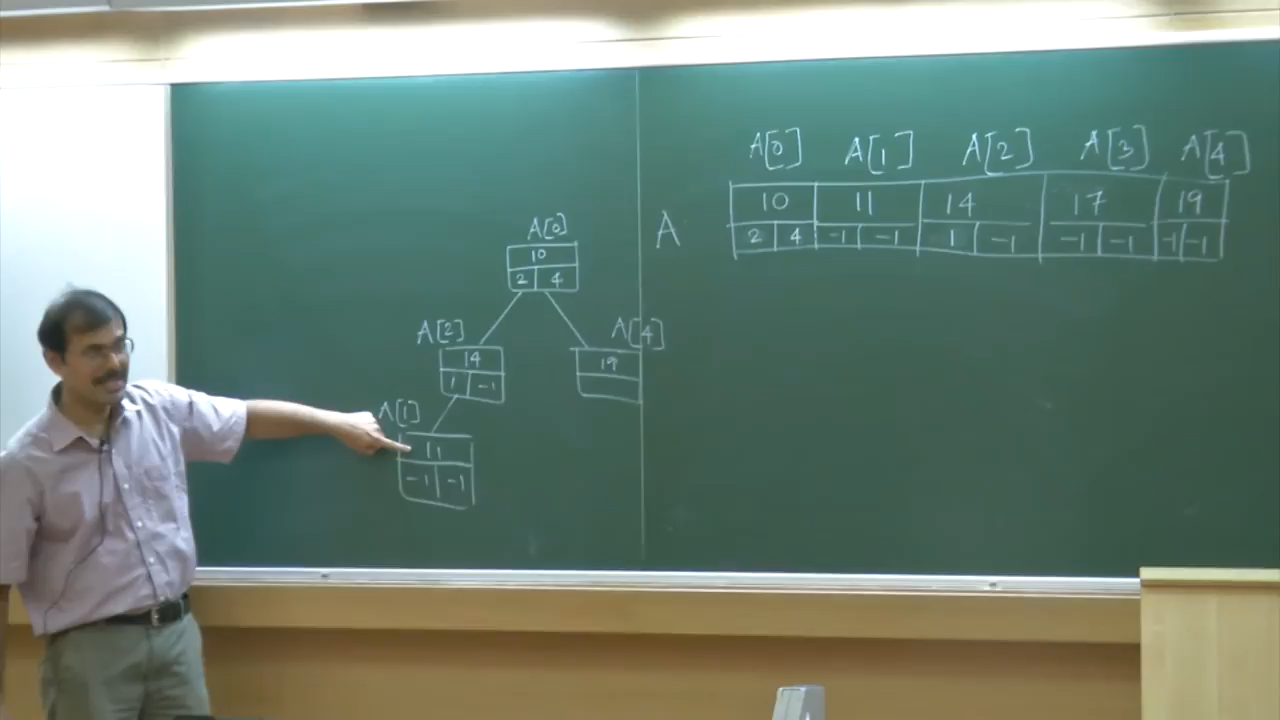 A[0] A[1] A[2] A[3] A[4]
A 10 11 14 17 19
2 4 -1 -1 1 -1 -1 -1 -1 -1
A[0]
10
2 4
A[2] A[4]
14 19
1 -1
A[1]
11
-1 -1